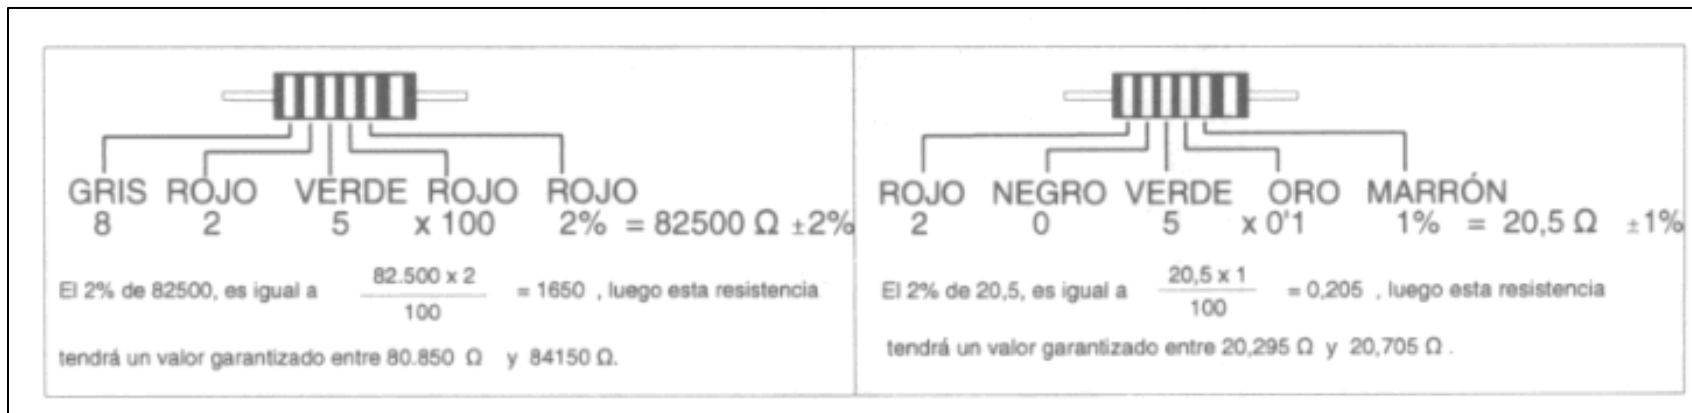 GRIS ROJO VERDE ROJO ROJO
8 2 5 x 100 2% = 82500 Ω ±2%
El 2% de 82500, es igual a 82.500 x 2 = 1650 , luego esta resistencia
100
tendrá un valor garantizado entre 80.850 Ω y 84150 Ω.
ROJO NEGRO VERDE ORO MARRÓN
2 0 5 x 0'1 1% = 20,5 Ω ±1%
El 2% de 20,5, es igual a 20,5 x 1 = 0,205 , luego esta resistencia
100
tendrá un valor garantizado entre 20,295 Ω y 20,705 Ω .